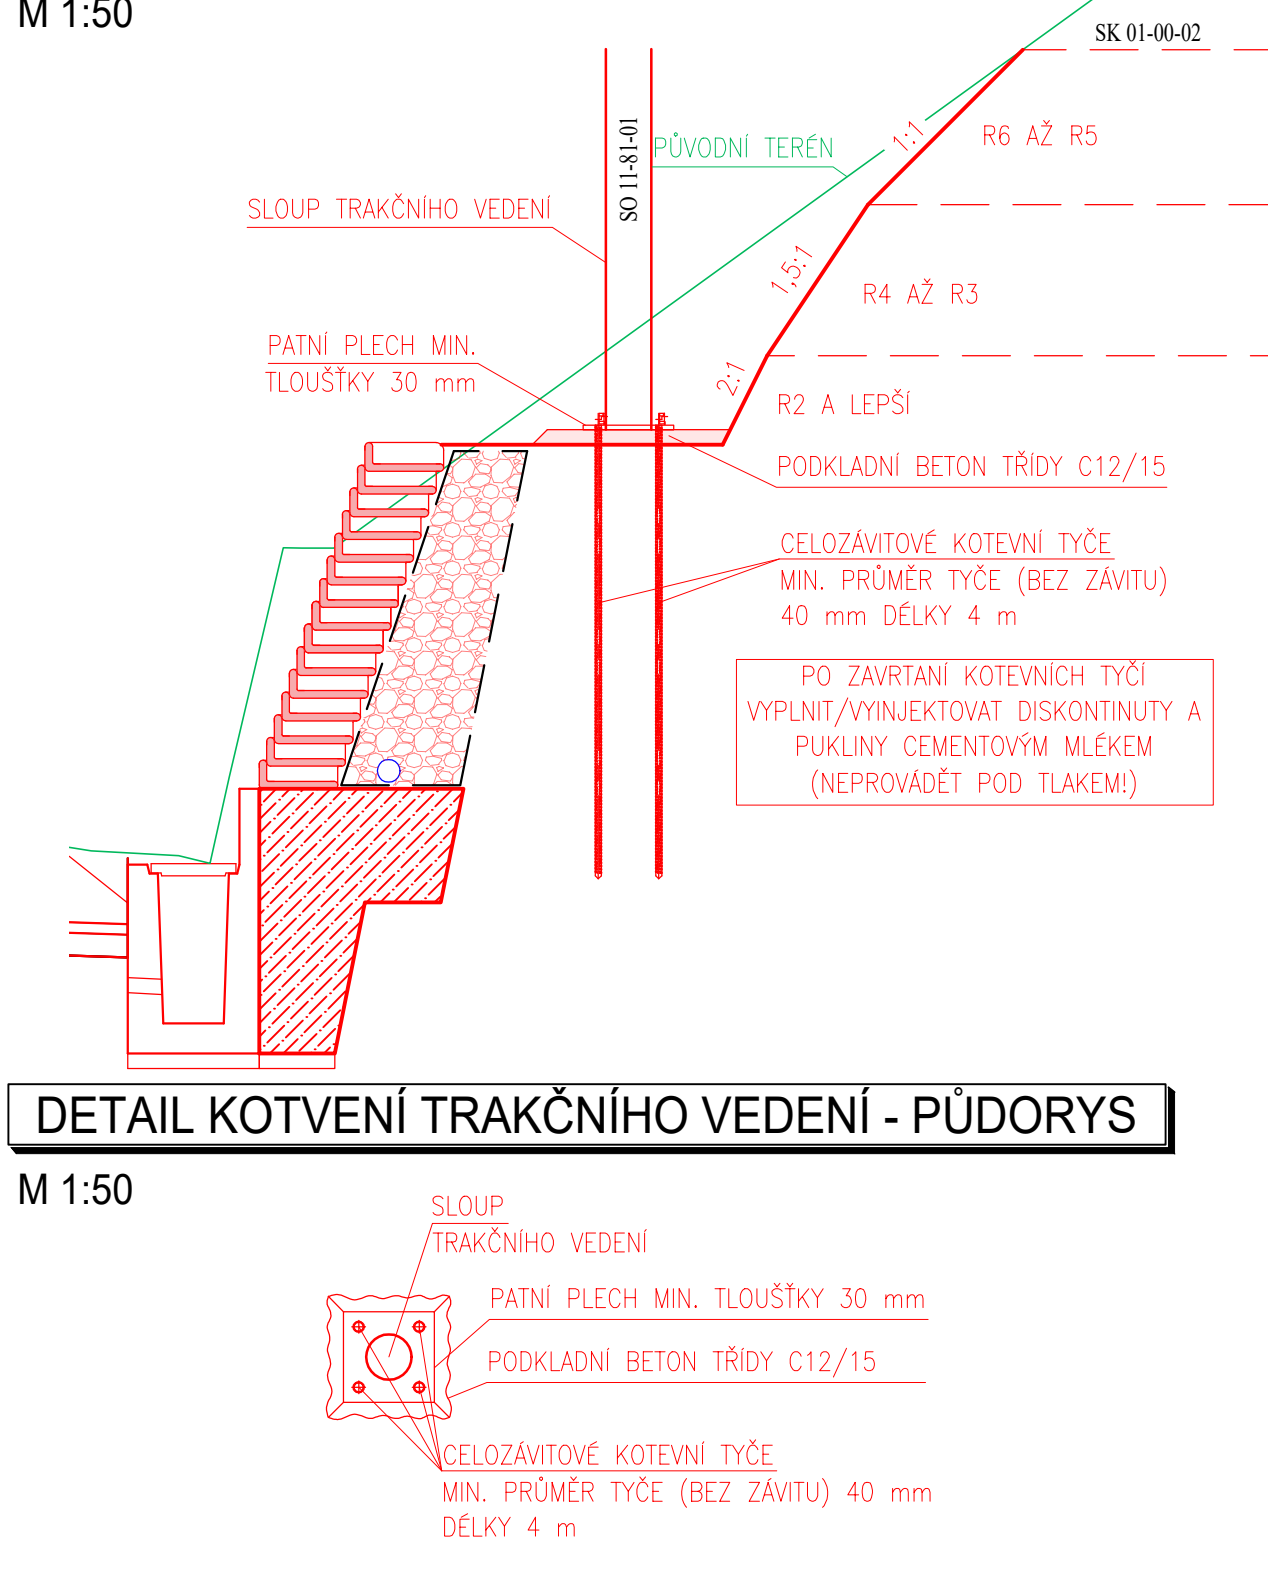 M 1:50
SK 01-00-02
SO 11-81-01
PŮVODNÍ TERÉN
1:1
R6 AŽ R5
SLOUP TRAKČNÍHO VEDENÍ
1,5:1
R4 AŽ R3
PATNÍ PLECH MIN.
TLOUŠŤKY 30 mm
2:1
R2 A LEPŠÍ
PODKLADNÍ BETON TŘÍDY C12/15
CELOZÁVITOVÉ KOTEVNÍ TYČE
MIN. PRŮMĚR TYČE (BEZ ZÁVITU)
40 mm DÉLKY 4 m
PO ZAVRTANÍ KOTEVNÍCH TYČÍ
VYPLNIT/VYINJEKTOVAT DISKONTINUTY A
PUKLINY CEMENTOVÝM MLÉKEM
(NEPROVÁDĚT POD TLAKEM!)
DETAIL KOTVENÍ TRAKČNÍHO VEDENÍ - PŮDORYS
M 1:50
SLOUP
TRAKČNÍHO VEDENÍ
PATNÍ PLECH MIN. TLOUŠŤKY 30 mm
PODKLADNÍ BETON TŘÍDY C12/15
CELOZÁVITOVÉ KOTEVNÍ TYČE
MIN. PRŮMĚR TYČE (BEZ ZÁVITU) 40 mm
DÉLKY 4 m